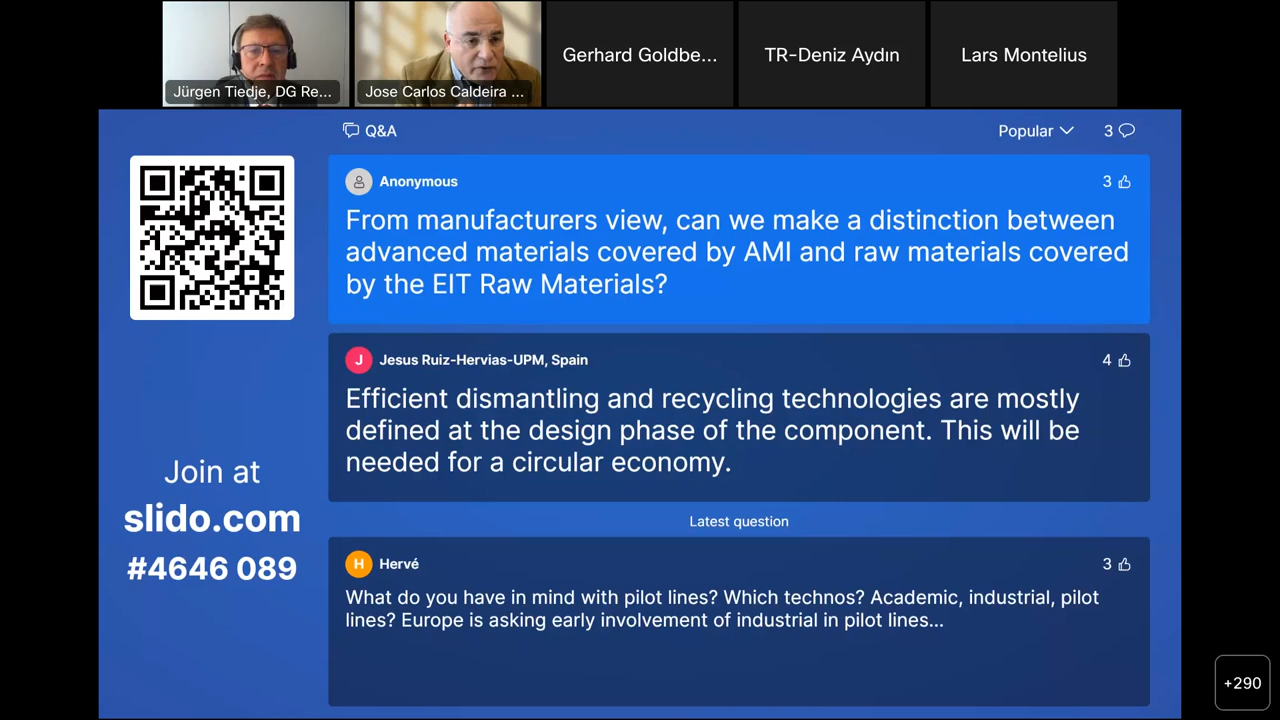 Jürgen Tiedje, DG Re...
Jose Carlos Caldeira ...
Gerhard Goldbe...
TR-Deniz Aydın
Lars Montelius
Q&A
Popular
3
Anonymous
3
From manufacturers view, can we make a distinction between
advanced materials covered by AMI and raw materials covered
by the EIT Raw Materials?
J
Jesus Ruiz-Hervias-UPM, Spain
4
Efficient dismantling and recycling technologies are mostly
defined at the design phase of the component. This will be
needed for a circular economy.
Join at
slido.com
#4646 089
Latest question
H
Hervé
3
What do you have in mind with pilot lines? Which technos? Academic, industrial, pilot
lines? Europe is asking early involvement of industrial in pilot lines...
+290